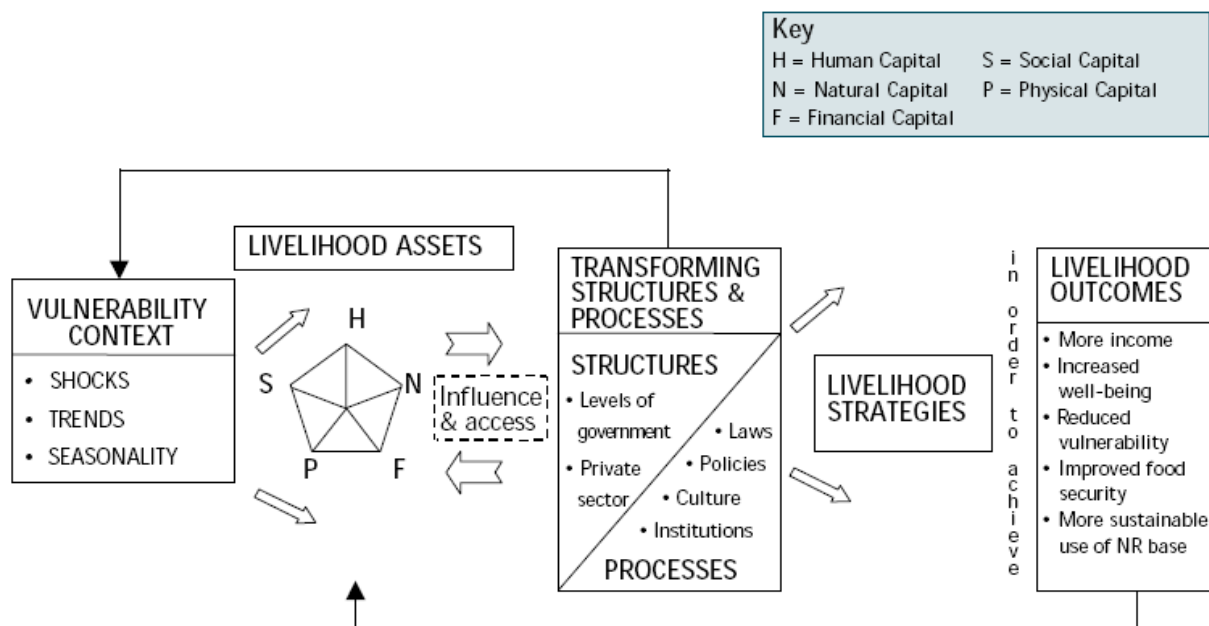 Key
H = Human Capital S = Social Capital
N = Natural Capital P = Physical Capital
F = Financial Capital
LIVELIHOOD ASSETS
VULNERABILITY
CONTEXT
• SHOCKS
• TRENDS
• SEASONALITY
H
S
N
P
F
Influence
& access
TRANSFORMING
STRUCTURES &
PROCESSES
STRUCTURES
• Levels of
government
• Private
sector
• Laws
• Policies
• Culture
• Institutions
PROCESSES
LIVELIHOOD
STRATEGIES
in order to achieve
LIVELIHOOD
OUTCOMES
• More income
• Increased
well-being
• Reduced
vulnerability
• Improved food
security
• More sustainable
use of NR base